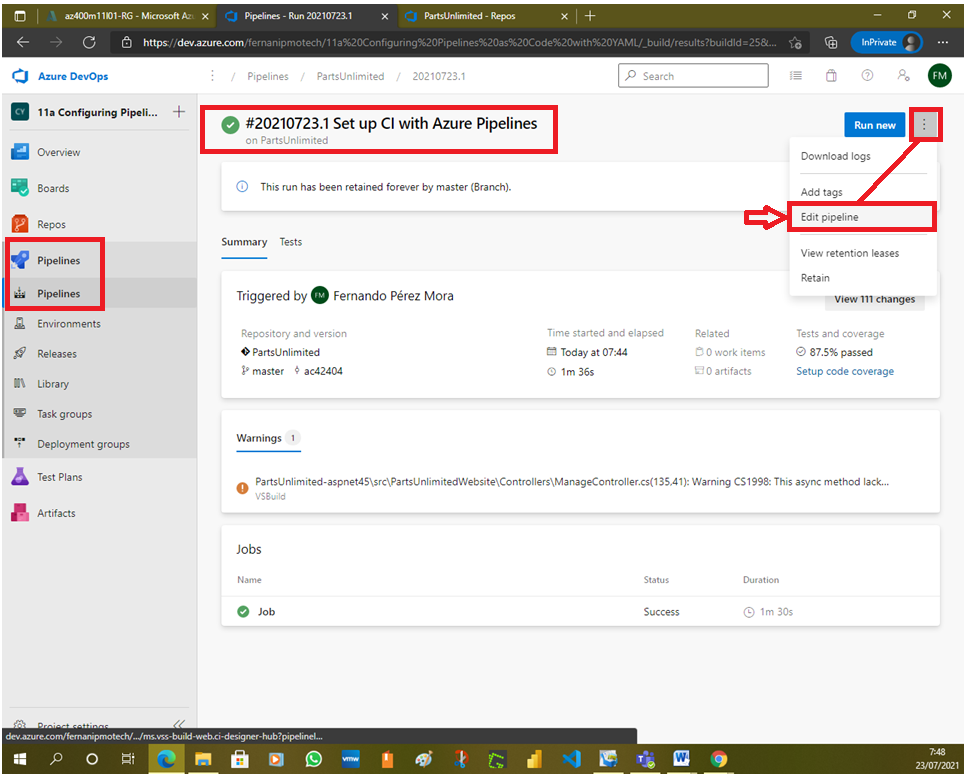 az400m11l01-RG - Microsoft Az
Pipelines - Run 20210723.1
PartsUnlimited - Repos
https://dev.azure.com/fernanipmotech/11a%20Configuring%20Pipelines%20as%20Code%20with%20YAML/_build/results?buildId=25&...
InPrivate
Azure DevOps
/ Pipelines / PartsUnlimited / 20210723.1
Search
FM
CY 11a Configuring Pipeli... +
Overview
Boards
Repos
Pipelines
Pipelines
Environments
Releases
Library
Task groups
Deployment groups
Test Plans
Artifacts
Project settings
#20210723.1 Set up CI with Azure Pipelines
on PartsUnlimited
Run new
Download logs
Add tags
Edit pipeline
View retention leases
Retain
This run has been retained forever by master (Branch).
Summary Tests
View 111 changes
Triggered by FM Fernando Pérez Mora
Repository and version
PartsUnlimited
master ac42404
Time started and elapsed
Today at 07:44
1m 36s
Related
0 work items
0 artifacts
Tests and coverage
87.5% passed
Setup code coverage
Warnings 1
PartsUnlimited-aspnet45\src\PartsUnlimitedWebsite\Controllers\ManageController.cs(135.41): Warning CS1998: This async method lack...
VSBuild
Jobs
Name Status Duration
Job Success 1m 30s
dev.azure.com/fernanipmotech/.../ms.vss-build-web.ci-designer-hub?pipelineI...
vmw
7:48
23/07/2021